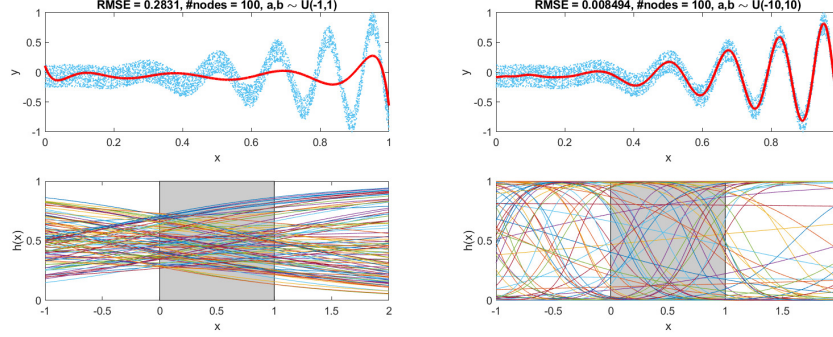 RMSE = 0.2831, #nodes = 100, a,b ∼ U(-1,1)
1
0.5
0
-0.5
-1
y
0 0.2 0.4 0.6 0.8 1
x
RMSE = 0.008494, #nodes = 100, a,b ∼ U(-10,10)
1
0.5
0
-0.5
-1
y
0 0.2 0.4 0.6 0.8
x
1
0.5
0
h(x)
-1 -0.5 0 0.5 1 1.5 2
x
1
0.5
0
h(x)
-1 -0.5 0 0.5 1 1.5
x